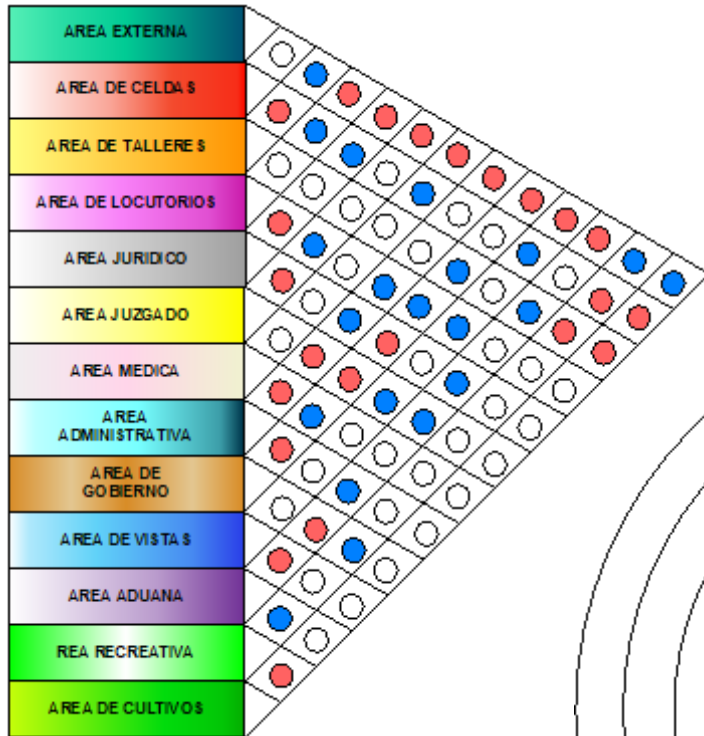 AREA EXTERNA
AREA DE CELDAS
AREA DE TALLERES
AREA DE LOCUTORIOS
AREA JURIDICO
AREA JUZGADO
AREA MEDICA
AREA
ADMINISTRATIVA
AREA DE
GOBIERNO
AREA DE VISTAS
AREA ADUANA
REA RECREATIVA
AREA DE CULTIVOS